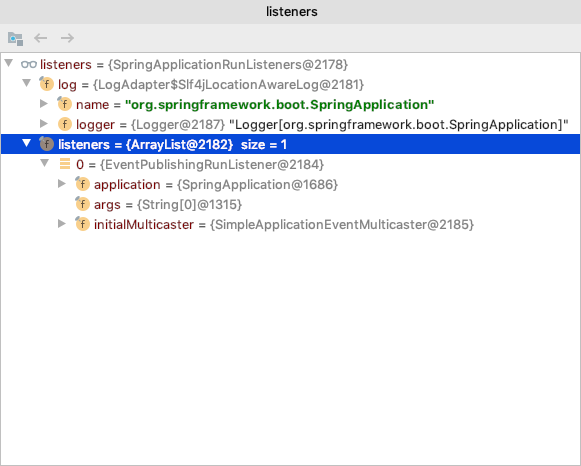 listeners
listeners = {SpringApplicationRunListeners@2178}
log = {LogAdapter$Slf4jLocationAwareLog@2181}
name = "org.springframework.boot.SpringApplication"
logger = {Logger@2187} "Logger[org.springframework.boot.SpringApplication]"
listeners = {ArrayList@2182} size = 1
0 = {EventPublishingRunListener@2184}
application = {SpringApplication@1686}
args = {String[0]@1315}
initialMulticaster = {SimpleApplicationEventMulticaster@2185}